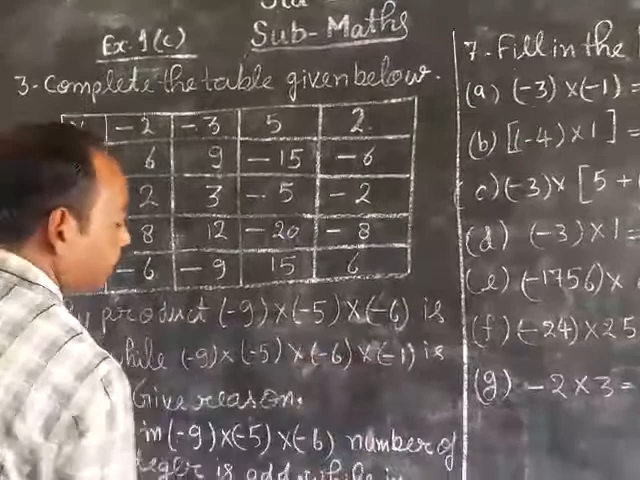 Sub-Maths
Ex-1(c)
3-Complete the table given below.
-2 -3 5 2
6 9 -15 -6
2 3 -5 -2
8 12 -20 -8
-6 -9 15 6
product (-9)×(-5)×(-6) is
while (-9)×(-5)×(-6)×(-1) is
Give reason.
in (-9)×(-5)×(-6) number of
is odd while in
7-Fill in the
(a) (-3)×(-1)=
(b) [(-4)×1]=
c) (-3)×[5+
(d) (-3)×1=
(e) (-1756)×
(f) (-24)×25
(g) -2×3=